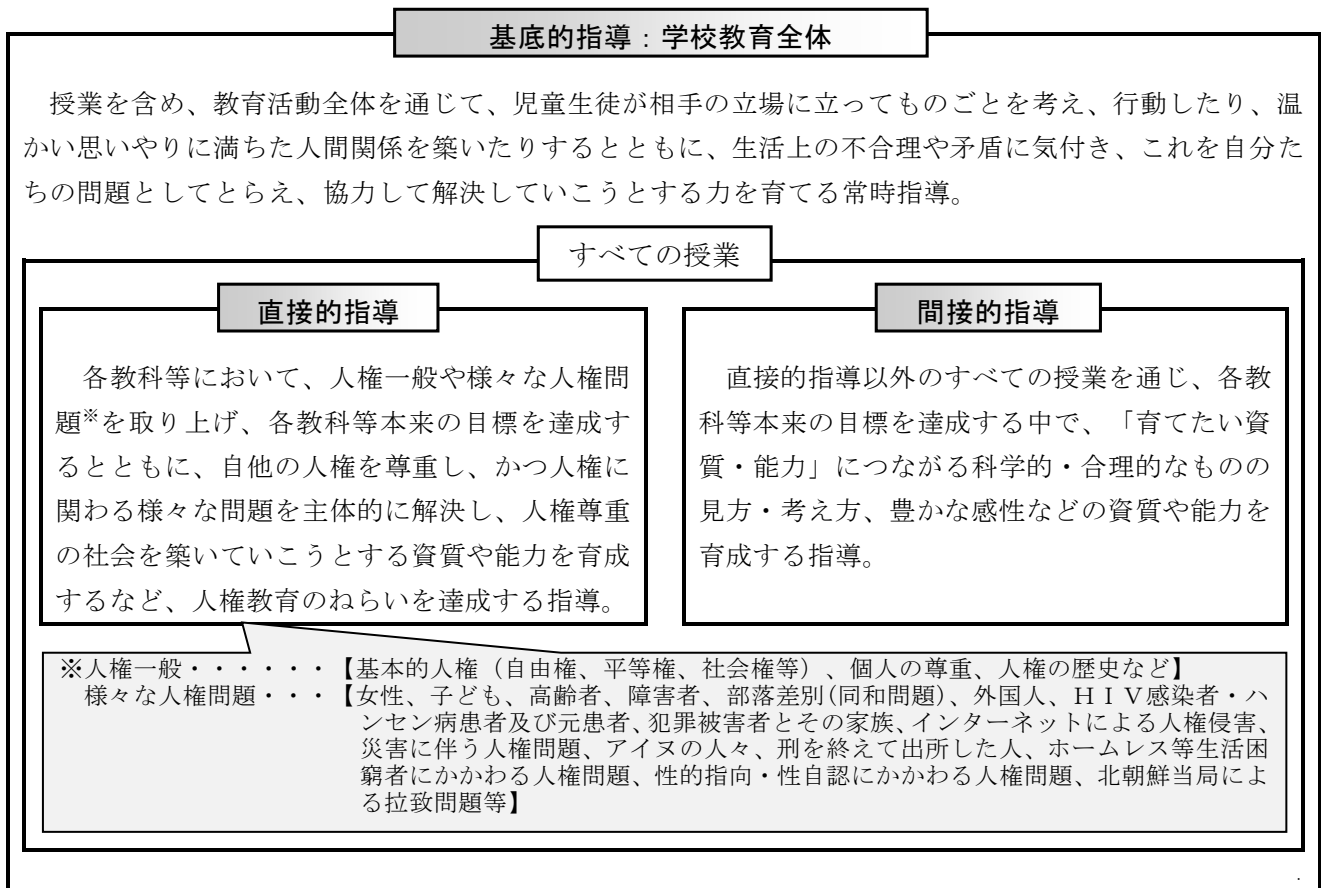 基底的指導：学校教育全体
　授業を含め、教育活動全体を通じて、児童生徒が相手の立場に立ってものごとを考え、行動したり、温
かい思いやりに満ちた人間関係を築いたりするとともに、生活上の不合理や矛盾に気付き、これを自分た
ちの問題としてとらえ、協力して解決していこうとする力を育てる常時指導。
すべての授業
直接的指導
　各教科等において、人権一般や様々な人権問
題※を取り上げ、各教科等本来の目標を達成す
るとともに、自他の人権を尊重し、かつ人権に
関わる様々な問題を主体的に解決し、人権尊重
の社会を築いていこうとする資質や能力を育成
するなど、人権教育のねらいを達成する指導。
間接的指導
　直接的指導以外のすべての授業を通じ、各教
科等本来の目標を達成する中で、「育てたい資
質・能力」につながる科学的・合理的なものの
見方・考え方、豊かな感性などの資質や能力を
育成する指導。
※人権一般・・・・・・【基本的人権（自由権、平等権、社会権等）、個人の尊重、人権の歴史など】
様々な人権問題・・・【女性、子ども、高齢者、障害者、部落差別(同和問題)、外国人、ＨＩＶ感染者・ハ
ンセン病患者及び元患者、犯罪被害者とその家族、インターネットによる人権侵害、
災害に伴う人権問題、アイヌの人々、刑を終えて出所した人、ホームレス等生活困
窮者にかかわる人権問題、性的指向・性自認にかかわる人権問題、北朝鮮当局によ
る拉致問題等】